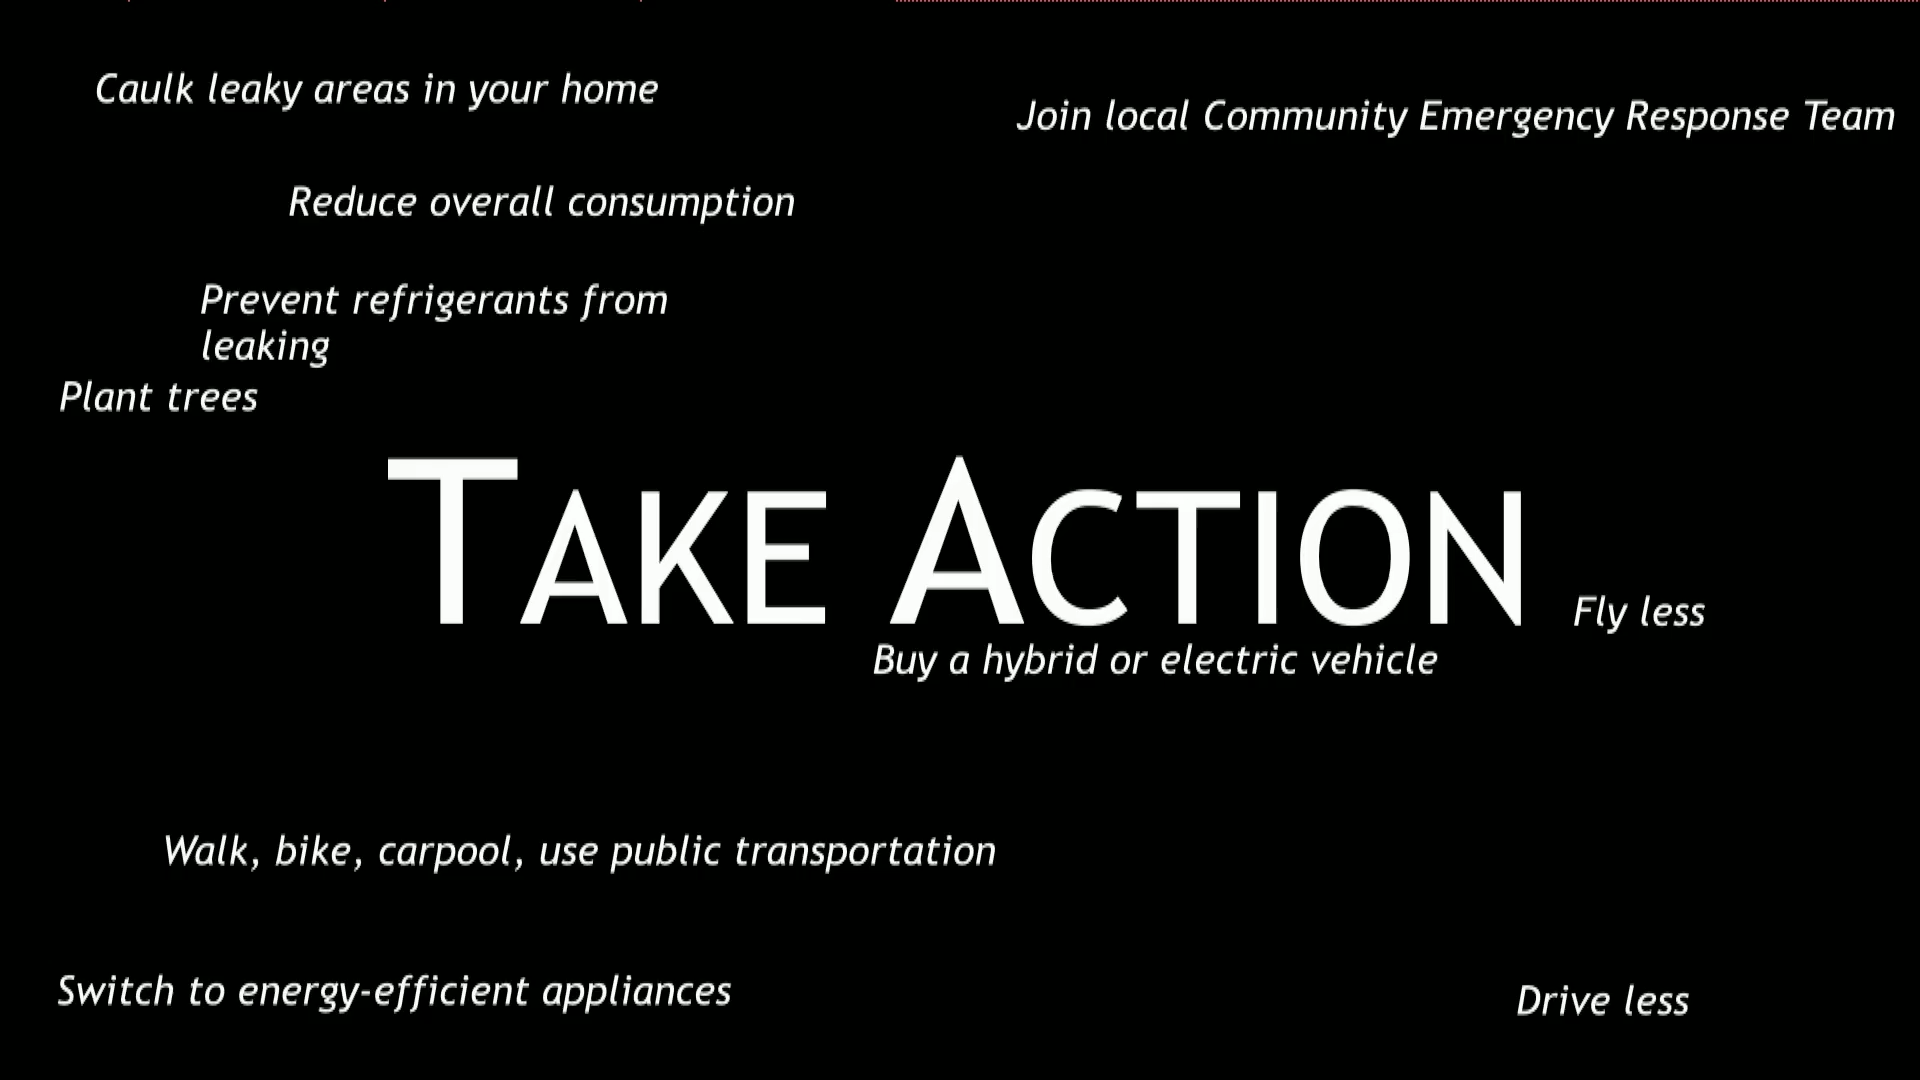 Caulk leaky areas in your home
Join local Community Emergency Response Team
Reduce overall consumption
Prevent refrigerants from
leaking
Plant trees
TAKE ACTION
Fly less
Buy a hybrid or electric vehicle
Walk, bike, carpool, use public transportation
Switch to energy-efficient appliances
Drive less